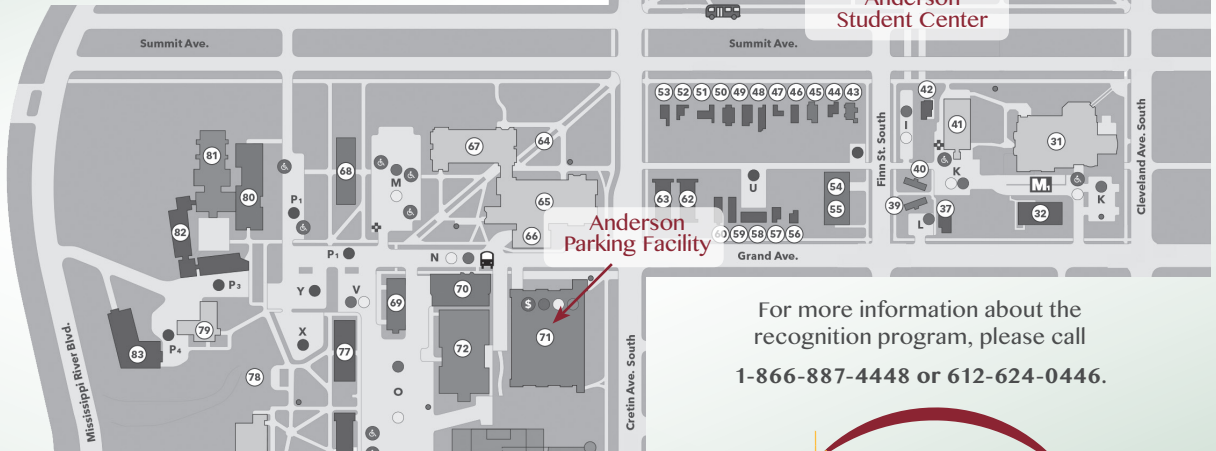 Anderson
Student Center
Summit Ave.
Summit Ave.
53 52 51 50 49 48 47 46 45 44 43
42
Finn St. South
Cleveland Ave. South
I
41
31
67
64
81
68
M
80
P1
U
40
K
M1
K
54
55
63 62
65
39
37
32
L
82
66
Anderson
Parking Facility
60 59 58 57 56
Grand Ave.
P1
N
P3
Y
V
69
70
S
71
79
X
P4
83
77
72
78
O
Mississippi River Blvd.
Cretin Ave. South
For more information about the
recognition program, please call
1-866-887-4448 or 612-624-0446.